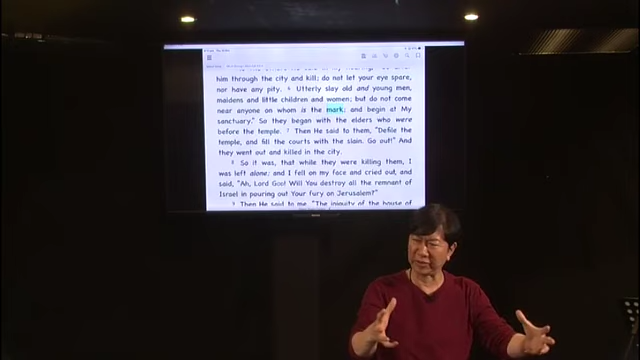 him through the city and kill; do not let your eye spare,
nor have any pity. 6 Utterly slay old and young men,
maidens and little children and women; but do not come
near anyone on whom is the mark; and begin at My
sanctuary." So they began with the elders who were
before the temple. 7 Then He said to them, "Defile the
temple, and fill the courts with the slain. Go out!" And
they went out and killed in the city.
8 So it was, that while they were killing them, I
was left alone; and I fell on my face and cried out, and
said, "Ah, Lord God! Will You destroy all the remnant of
Israel in pouring out Your fury on Jerusalem?"
9 Then He said to me, "The iniquity of the house of